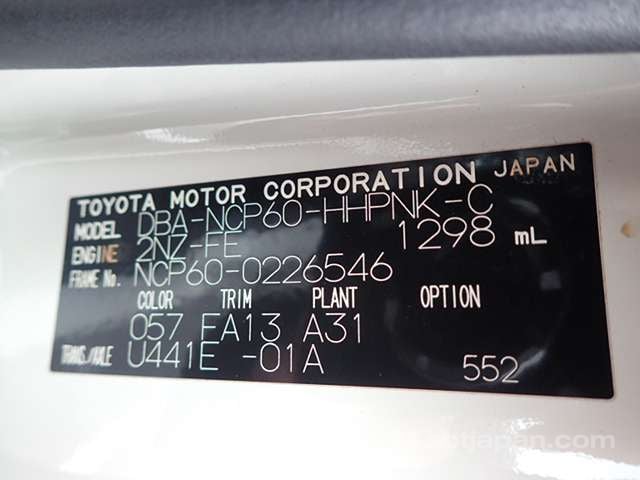 TOYOTA MOTOR CORPORATION JAPAN
MODEL DBA-NCP60-HHPNK-C
ENGINE 2NZ-FE 1298 mL
FRAME No. NCP60-0226546
COLOR TRIM PLANT OPTION
057 FA13 A31
TRANS./AXLE U441E -01A 552